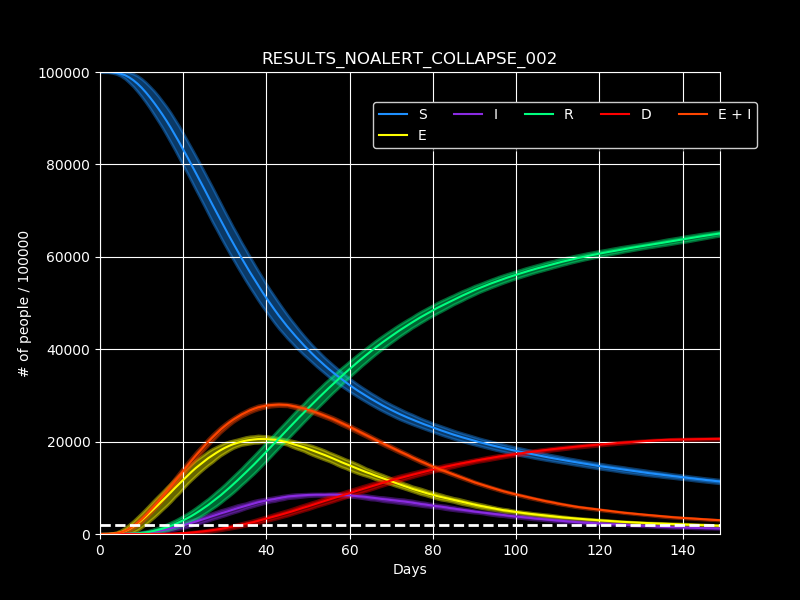 RESULTS_NOALERT_COLLAPSE_002
100000
80000
60000
40000
20000
0
# of people / 100000
S I R D E + I
E
0 20 40 60 80 100 120 140
Days